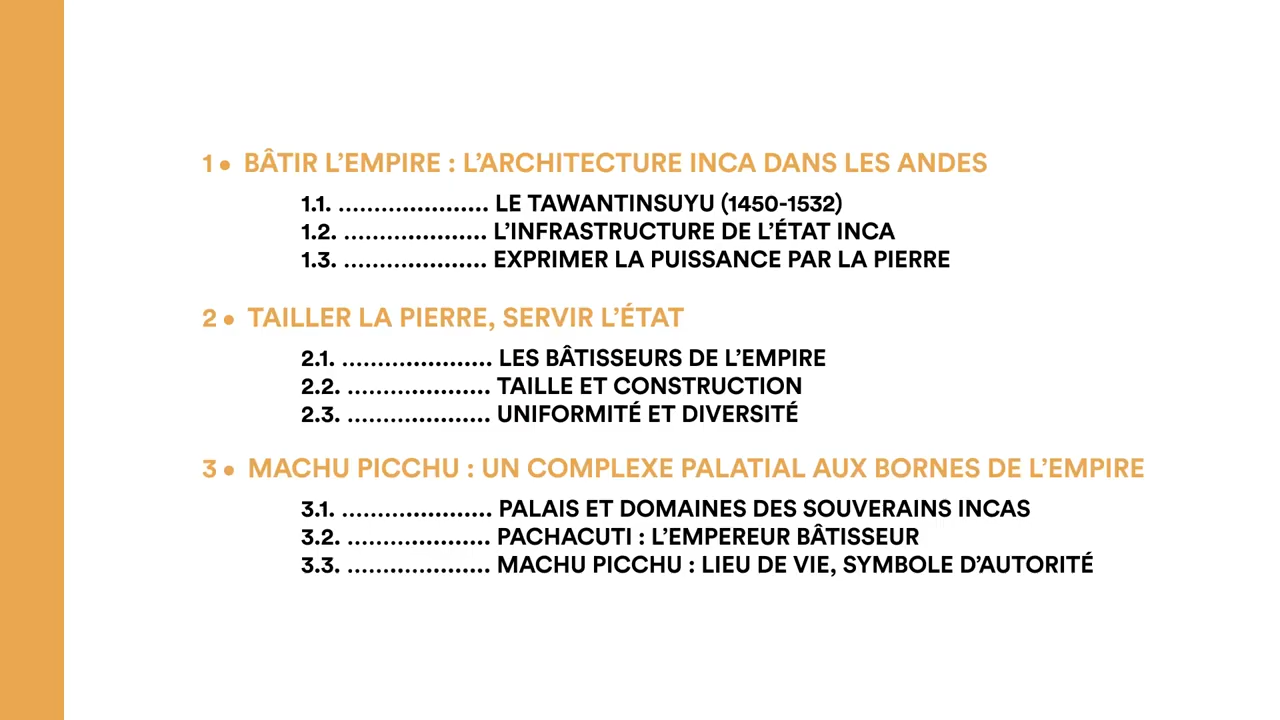 1 • BÂTIR L’EMPIRE : L’ARCHITECTURE INCA DANS LES ANDES
1.1. ..................... LE TAWANTINSUYU (1450-1532)
1.2. .................... L’INFRASTRUCTURE DE L’ÉTAT INCA
1.3. .................... EXPRIMER LA PUISSANCE PAR LA PIERRE
2 • TAILLER LA PIERRE, SERVIR L’ÉTAT
2.1. ..................... LES BÂTISSEURS DE L’EMPIRE
2.2. .................... TAILLE ET CONSTRUCTION
2.3. .................... UNIFORMITÉ ET DIVERSITÉ
3 • MACHU PICCHU : UN COMPLEXE PALATIAL AUX BORNES DE L’EMPIRE
3.1. ..................... PALAIS ET DOMAINES DES SOUVERAINS INCAS
3.2. .................... PACHACUTI : L’EMPEREUR BÂTISSEUR
3.3. .................... MACHU PICCHU : LIEU DE VIE, SYMBOLE D’AUTORITÉ